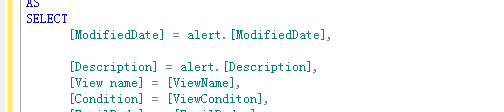 AS
SELECT
[ModifiedDate] = alert.[ModifiedDate],
[Description] = alert.[Description],
[View name] = [ViewName],
[Condition] = [ViewConditon],